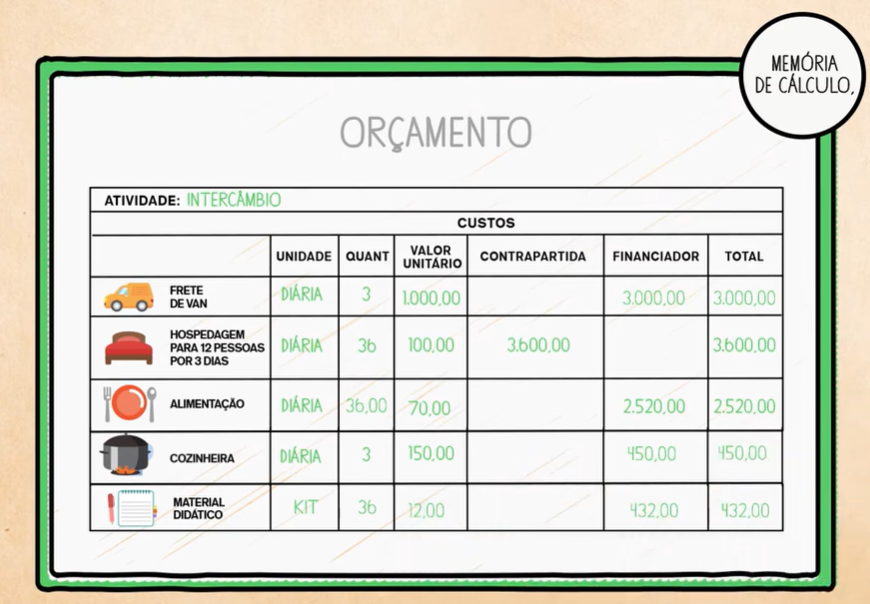 MEMÓRIA
DE CÁLCULO,
ORÇAMENTO
ATIVIDADE: INTERCÂMBIO
CUSTOS
UNIDADE QUANT VALOR UNITÁRIO CONTRAPARTIDA FINANCIADOR TOTAL
FRETE DE VAN DIÁRIA 3 1.000,00 3.000,00 3.000,00
HOSPEDAGEM PARA 12 PESSOAS POR 3 DIAS DIÁRIA 36 100,00 3.600,00 3.600,00
ALIMENTAÇÃO DIÁRIA 36,00 70,00 2.520,00 2.520,00
COZINHEIRA DIÁRIA 3 150,00 450,00 450,00
MATERIAL DIDÁTICO KIT 36 12,00 432,00 432,00